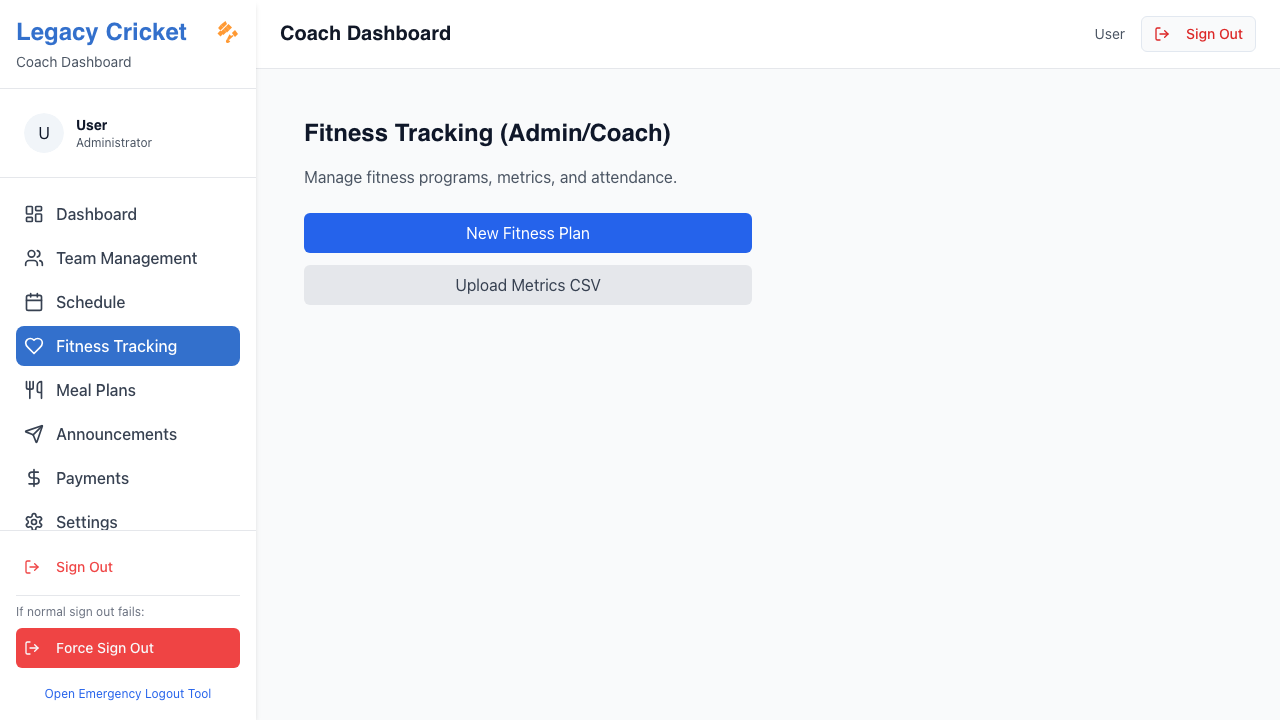 Legacy Cricket
Coach Dashboard
U
User
Administrator
Dashboard
Team Management
Schedule
Fitness Tracking
Meal Plans
Announcements
Payments
Settings
Sign Out
If normal sign out fails:
Force Sign Out
Open Emergency Logout Tool
Coach Dashboard
User
Sign Out
Fitness Tracking (Admin/Coach)
Manage fitness programs, metrics, and attendance.
New Fitness Plan
Upload Metrics CSV